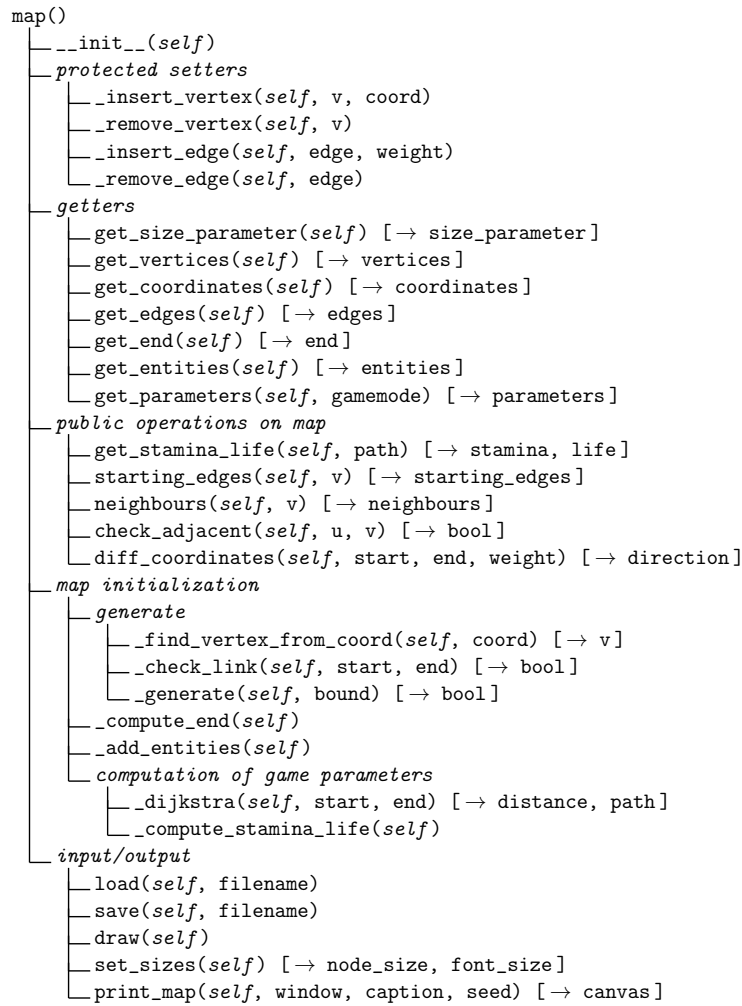 map()
__init__(self)
protected setters
_insert_vertex(self, v, coord)
_remove_vertex(self, v)
_insert_edge(self, edge, weight)
_remove_edge(self, edge)
getters
get_size_parameter(self) [→ size_parameter]
get_vertices(self) [→ vertices]
get_coordinates(self) [→ coordinates]
get_edges(self) [→ edges]
get_end(self) [→ end]
get_entities(self) [→ entities]
get_parameters(self, gamemode) [→ parameters]
public operations on map
get_stamina_life(self, path) [→ stamina, life]
starting_edges(self, v) [→ starting_edges]
neighbours(self, v) [→ neighbours]
check_adjacent(self, u, v) [→ bool]
diff_coordinates(self, start, end, weight) [→ direction]
map initialization
generate
_find_vertex_from_coord(self, coord) [→ v]
_check_link(self, start, end) [→ bool]
_generate(self, bound) [→ bool]
_compute_end(self)
_add_entities(self)
computation of game parameters
_dijkstra(self, start, end) [→ distance, path]
_compute_stamina_life(self)
input/output
load(self, filename)
save(self, filename)
draw(self)
set_sizes(self) [→ node_size, font_size]
print_map(self, window, caption, seed) [→ canvas]